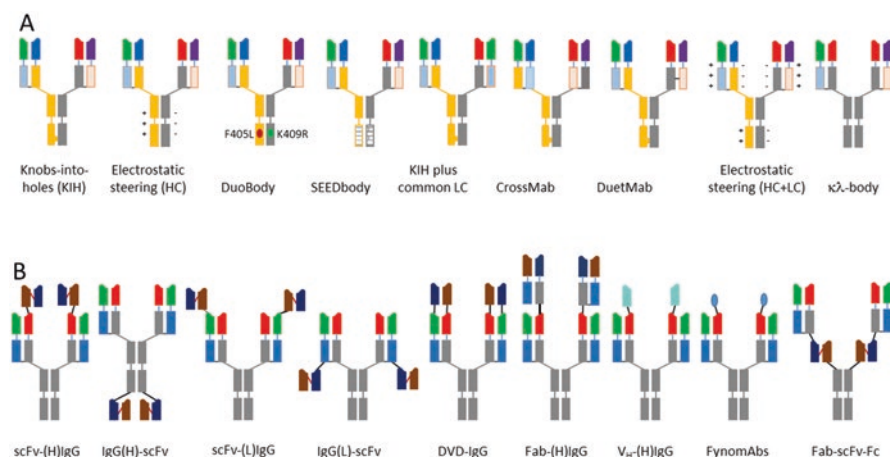 A
F405L
K409R
Knobs-into-
holes (KIH)
Electrostatic
steering (HC)
DuoBody
SEEDbody
KIH plus
common LC
CrossMab
DuetMab
Electrostatic
steering (HC+LC)
κλ-body
B
scFv-(H)IgG
IgG(H)-scFv
scFv-(L)IgG
IgG(L)-scFv
DVD-IgG
Fab-(H)IgG
VH-(H)IgG
FynomAbs
Fab-scFv-Fc